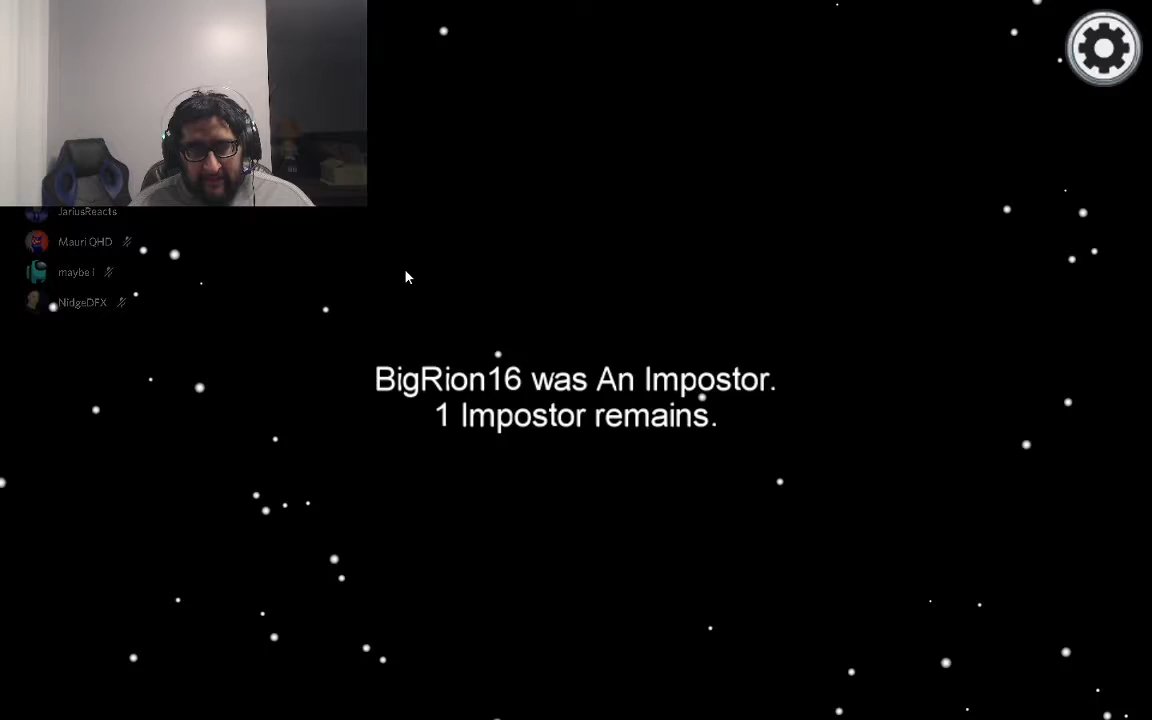 JariusReacts
Mauri QHD
maybe i
NidgeDFX
BigRion16 was An Impostor.
1 Impostor remains.